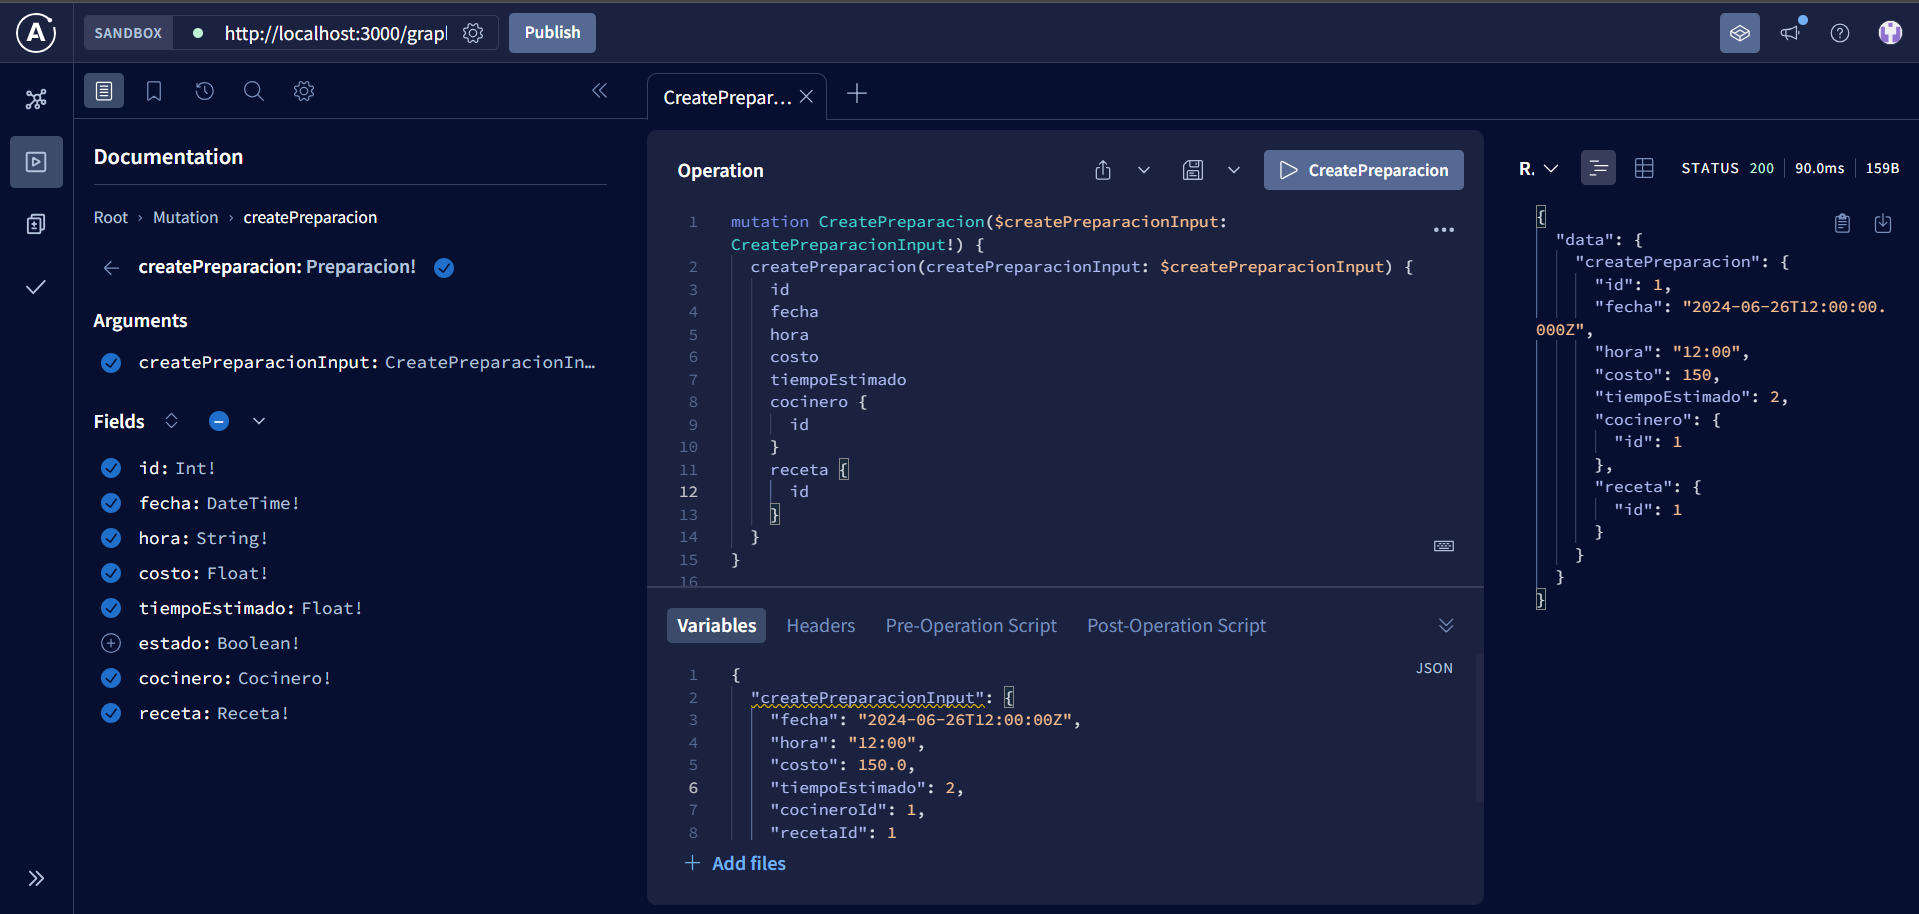 SANDBOX
http://localhost:3000/grap
Publish
Documentation
Root › Mutation › createPreparacion
createPreparacion: Preparacion!
Arguments
createPreparacionInput: CreatePreparacionIn…
Fields
id: Int!
fecha: DateTime!
hora: String!
costo: Float!
tiempoEstimado: Float!
estado: Boolean!
cocinero: Cocinero!
receta: Receta!
CreatePrepar…
Operation
CreatePreparacion
1 mutation CreatePreparacion($createPreparacionInput:
CreatePreparacionInput!) {
2 createPreparacion(createPreparacionInput: $createPreparacionInput) {
3 id
4 fecha
5 hora
6 costo
7 tiempoEstimado
8 cocinero {
9 id
10 }
11 receta {
12 id
13 }
14 }
15 }
16
Variables Headers Pre-Operation Script Post-Operation Script
JSON
1 {
2 "createPreparacionInput": {
3 "fecha": "2024-06-26T12:00:00Z",
4 "hora": "12:00",
5 "costo": 150.0,
6 "tiempoEstimado": 2,
7 "cocineroId": 1,
8 "recetaId": 1
Add files
R. STATUS 200 90.0ms 159B
{
"data": {
"createPreparacion": {
"id": 1,
"fecha": "2024-06-26T12:00:00.
000Z",
"hora": "12:00",
"costo": 150,
"tiempoEstimado": 2,
"cocinero": {
"id": 1
},
"receta": {
"id": 1
}
}
}
}